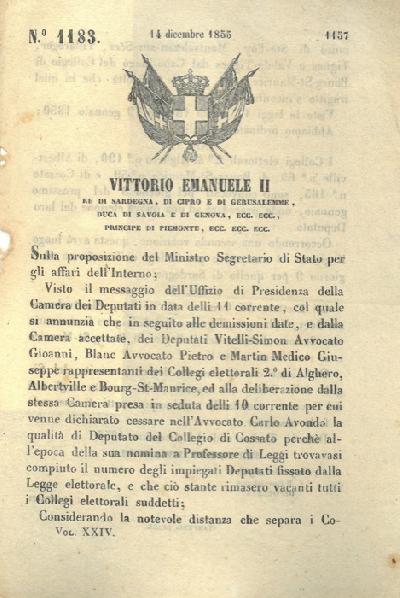 N.º 1183.
14 dicembre 1855
1157
VITTORIO EMANUELE II
RE DI SARDEGNA, DI CIPRO E DI GERUSALEMME,
DUCA DI SAVOIA E DI GENOVA, ECC. ECC.,
PRINCIPE DI PIEMONTE, ECC. ECC. ECC.
Sulla proposizione del Ministro Segretario di Stato per
gli affari dell'Interno;
Visto il messaggio dell'Uffizio di Presidenza della
Camera dei Deputati in data delli 11 corrente, col quale
si annunzia che in seguito alle demissioni date, e dalla
Camera accettate, dei Deputati Vitelli-Simon Avvocato
Gioanni, Blanc Avvocato Pietro e Martin Medico Giu-
seppe rappresentanti dei Collegi elettorali 2.º di Alghero,
Albertville e Bourg-St-Maurice, ed alla deliberazione dalla
stessa Camera presa in seduta delli 10 corrente per cui
venne dichiarato cessare nell'Avvocato Carlo Avondo la
qualità di Deputato del Collegio di Cossato perchè al-
l'epoca della sua nomina a Professore di Leggi trovavasi
compiuto il numero degli impiegati Deputati fissato dalla
Legge elettorale, e che ciò stante rimasero vacanti tutti
i Collegi elettorali suddetti;
Considerando la notevole distanza che separa i Co-
VOL. XXIV.